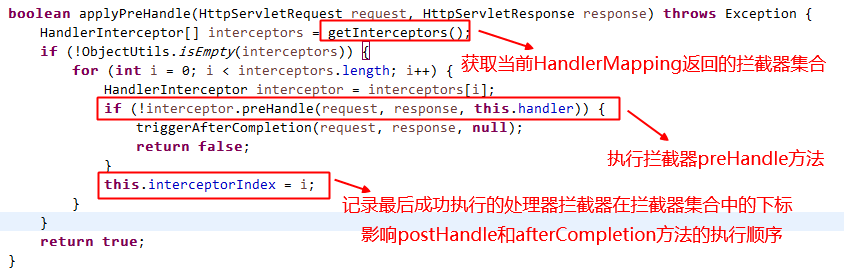 boolean applyPreHandle(HttpServletRequest request, HttpServletResponse response) throws Exception {
HandlerInterceptor[] interceptors = getInterceptors();
if (!ObjectUtils.isEmpty(interceptors)) {
获取当前HandlerMapping返回的拦截器集合
for (int i = 0; i < interceptors.length; i++) {
HandlerInterceptor interceptor = interceptors[i];
if (!interceptor.preHandle(request, response, this.handler)) {
triggerAfterCompletion(request, response, null);
return false;
执行拦截器preHandle方法
}
this.interceptorIndex = i;
}
记录最后成功执行的处理器拦截器在拦截器集合中的下标
影响postHandle和afterCompletion方法的执行顺序
}
return true;
}